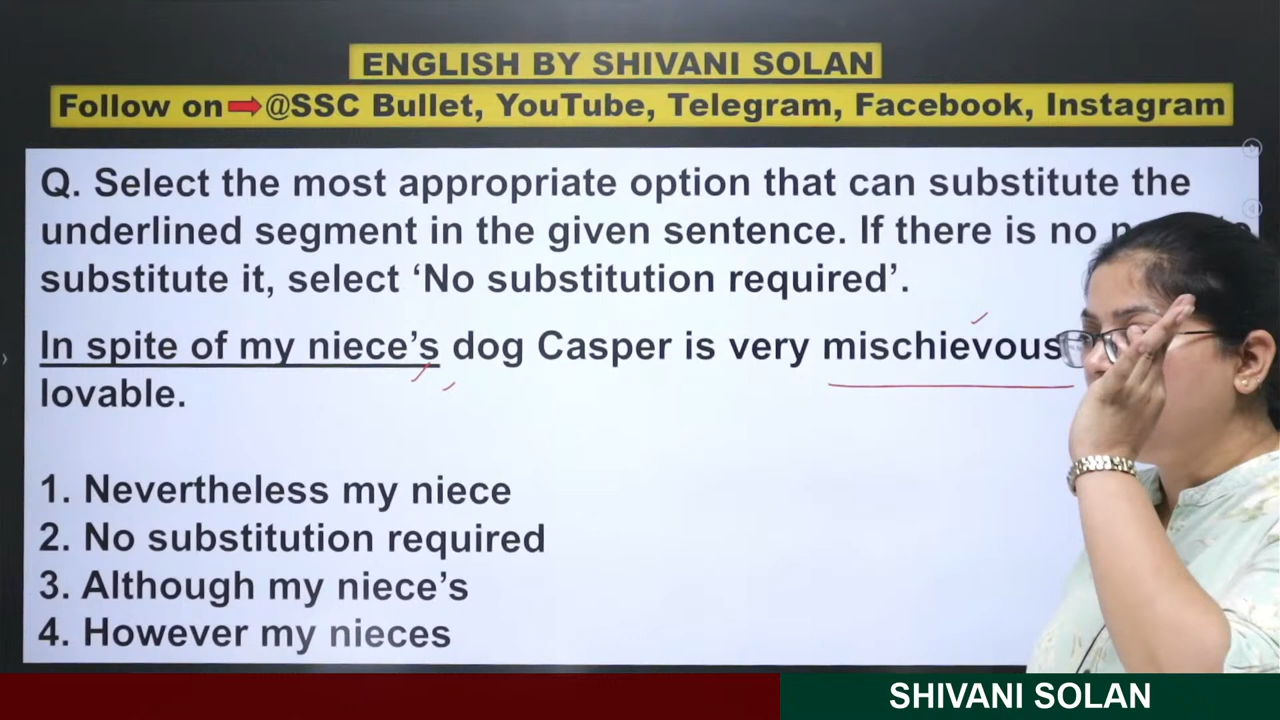 ENGLISH BY SHIVANI SOLAN
Follow on➡@SSC Bullet, YouTube, Telegram, Facebook, Instagram
Q. Select the most appropriate option that can substitute the
underlined segment in the given sentence. If there is no
substitute it, select ‘No substitution required’.
In spite of my niece’s dog Casper is very mischievous
lovable.
1. Nevertheless my niece
2. No substitution required
3. Although my niece’s
4. However my nieces
SHIVANI SOLAN